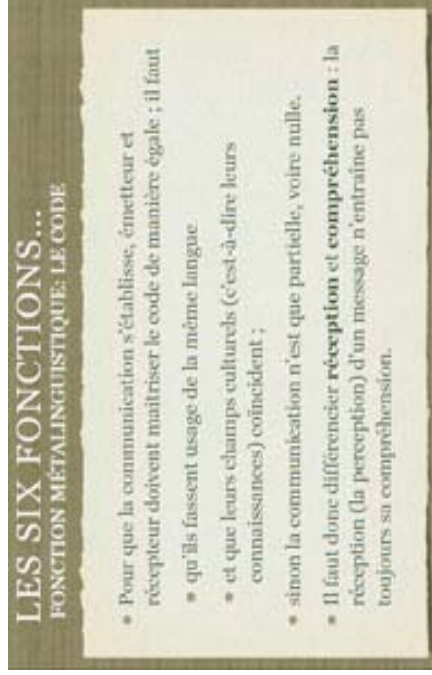 LES SIX FONCTIONS...
FONCTION MÉTALINGUISTIQUE: LE CODE
• Pour que la communication s'établisse, émetteur et
récepteur doivent maîtriser le code de manière égale ; il faut
• qu'ils fassent usage de la même langue
• et que leurs champs culturels (c'est-à-dire leurs
connaissances) coïncident ;
• sinon la communication n'est que partielle, voire nulle.
• Il faut donc différencier réception et compréhension : la
réception (la perception) d'un message n'entraîne pas
toujours sa compréhension.